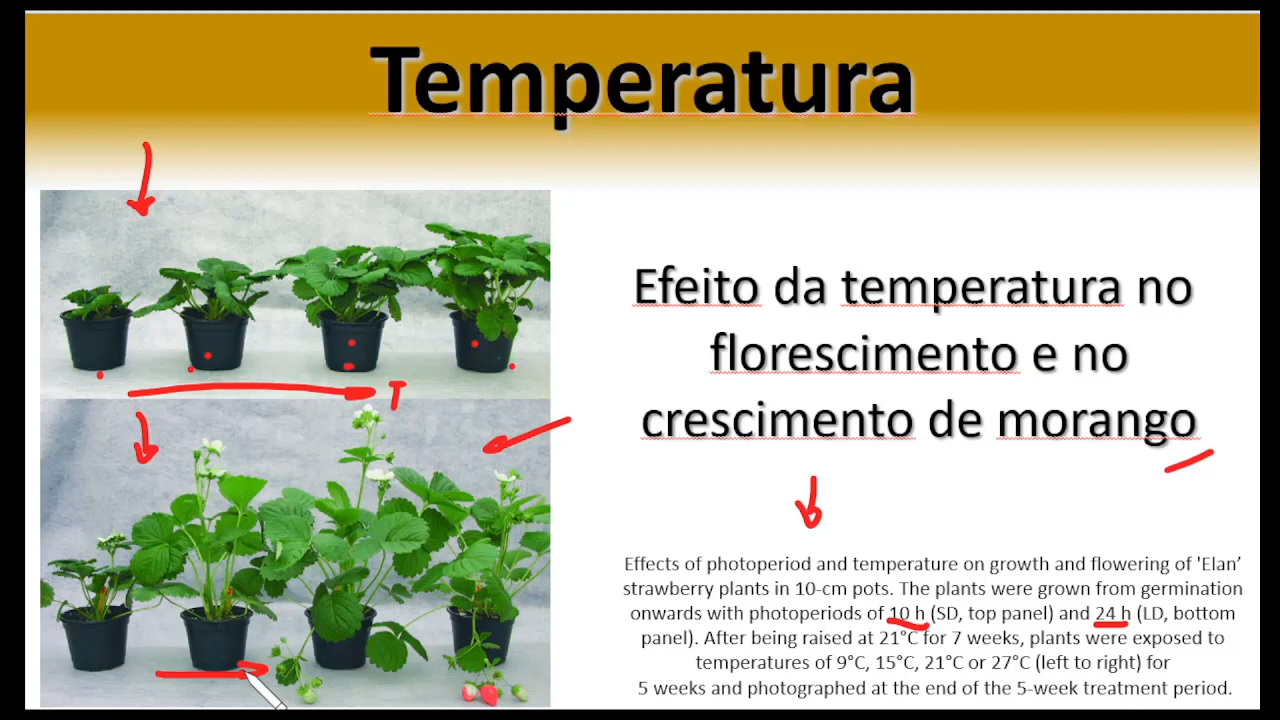 Temperatura
T
Efeito da temperatura no
florescimento e no
crescimento de morango
Effects of photoperiod and temperature on growth and flowering of 'Elan’
strawberry plants in 10-cm pots. The plants were grown from germination
onwards with photoperiods of 10 h (SD, top panel) and 24 h (LD, bottom
panel). After being raised at 21°C for 7 weeks, plants were exposed to
temperatures of 9°C, 15°C, 21°C or 27°C (left to right) for
5 weeks and photographed at the end of the 5-week treatment period.